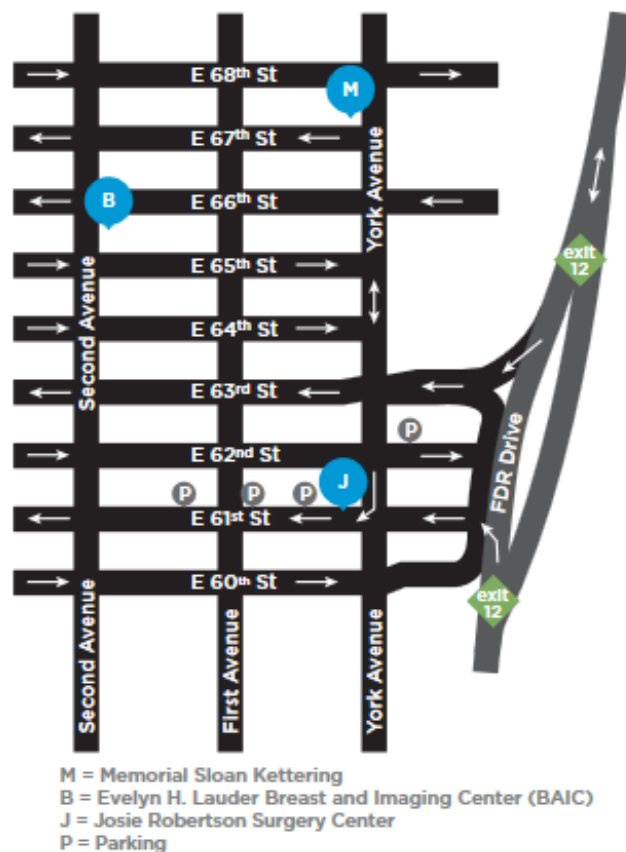 E 68th St
M
E 67th St
York Avenue
B
E 66th St
exit
12
E 65th St
Second Avenue
E 64th St
E 63rd St
P
FDR Drive
E 62nd St
J
P
P
P
E 61st St
E 60th St
exit
12
Second Avenue
First Avenue
York Avenue
M = Memorial Sloan Kettering
B = Evelyn H. Lauder Breast and Imaging Center (BAIC)
J = Josie Robertson Surgery Center
P = Parking